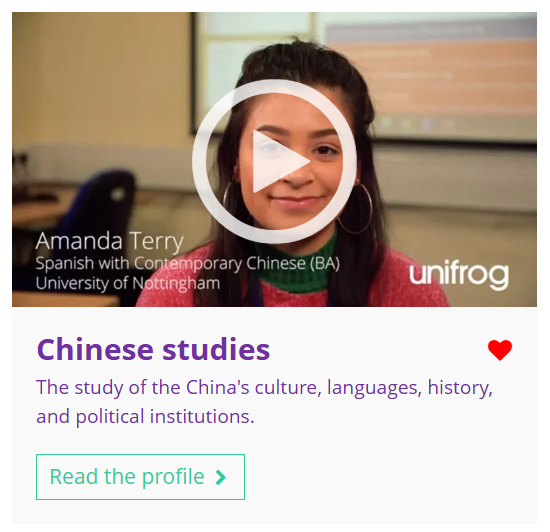 Amanda Terry
Spanish with Contemporary Chinese (BA)
University of Nottingham
unifrog
Chinese studies
The study of the China's culture, languages, history,
and political institutions.
Read the profile